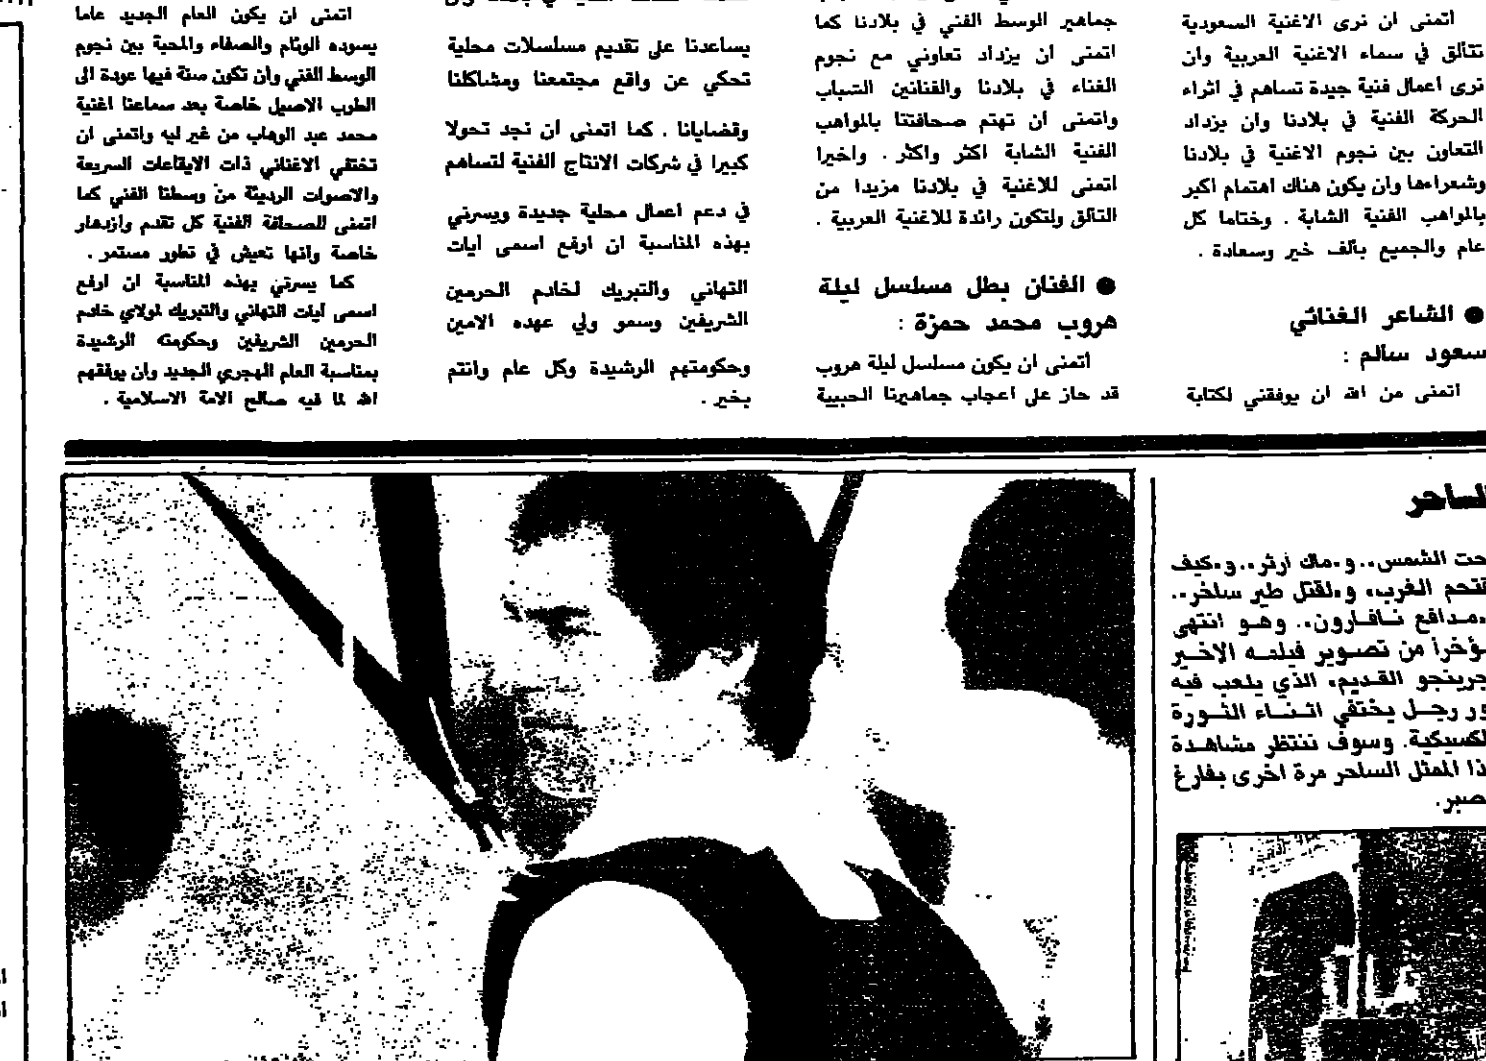 أتمنى ان نرى الاغنية السعودية
تتألق في سماء الاغنية العربية وان
نرى اعمال فنية جيدة تساهم في اثراء
الحركة الفنية في بلادنا وان يزداد
التعاون بين نجوم الاغنية في بلادنا
وشعراءها وان يكون هناك اهتمام اكبر
بالمواهب الفنية الشابة . وختاما كل
عام والجميع بألف خير وسعادة .
● الشاعر الغنائي
سعود سالم :
اتمنى من الله ان يوفقني لكتابة
جماهير الوسط الفني في بلادنا كما
اتمنى ان يزداد تعاوني مع نجوم
الغناء في بلادنا والفنانين الشباب
واتمنى ان تهتم صحافتنا بالمواهب
الفنية الشابة اكثر واكثر . واخيرا
اتمنى للاغنية في بلادنا مزيدا من
التألق ولتكون رائدة للاغنية العربية .
● الفنان بطل مسلسل ليلة
هروب محمد حمزة :
أتمنى ان يكون مسلسل ليلة هروب
قد حاز على اعجاب جماهيرنا الحبيبة
يساعدنا على تقديم مسلسلات محلية
تحكي عن واقع مجتمعنا ومشاكلنا
وقضايانا . كما اتمنى ان نجد تحولا
كبيرا في شركات الانتاج الفنية لتساهم
في دعم اعمال محلية جديدة ويسرني
بهذه المناسبة ان ارفع اسمى ايات
التهاني والتبريك لخادم الحرمين
الشريفين وسمو ولي عهده الامين
وحكومتهم الرشيدة وكل عام وانتم
بخير .
اتمنى ان يكون العام الجديد عاما
يسوده الوئام والصفاء والمحبة بين نجوم
الوسط الفني وان تكون سنة فيها عودة الى
الطرب الاصيل خاصة بعد سماعنا اغنية
محمد عبد الوهاب من غير ليه واتمنى ان
تختفي الاغناني ذات الايقاعات السريعة
والاصوات الرديئة من وسطنا الفني كما
اتمنى للصحافة الفنية كل تقدم وازدهار
خاصة وانها تعيش في تطور مستمر .
كما يسرني بهذه المناسبة ان ارفع
اسمى ايات التهاني والتبريك لمولاي خادم
الحرمين الشريفين وحكومته الرشيدة
بمناسبة العام الهجري الجديد وان يوفقهم
الله لما فيه صالح الامة الاسلامية .
لساحر
حت الشمس».. و«ماك ارثر».. و«كيف
قتحم الغرب» و«لقتل طير ساخر»..
«مدافع نافارون».. وهو انتهى
ؤخرا من تصوير فيلمه الاخير
جرينجو القديم» الذي يلعب فيه
ور رجل يختفي اثناء الثورة
لكسيكية. وسوف ننتظر مشاهدة
ذا الممثل الساحر مرة اخرى بفارغ
صبر.